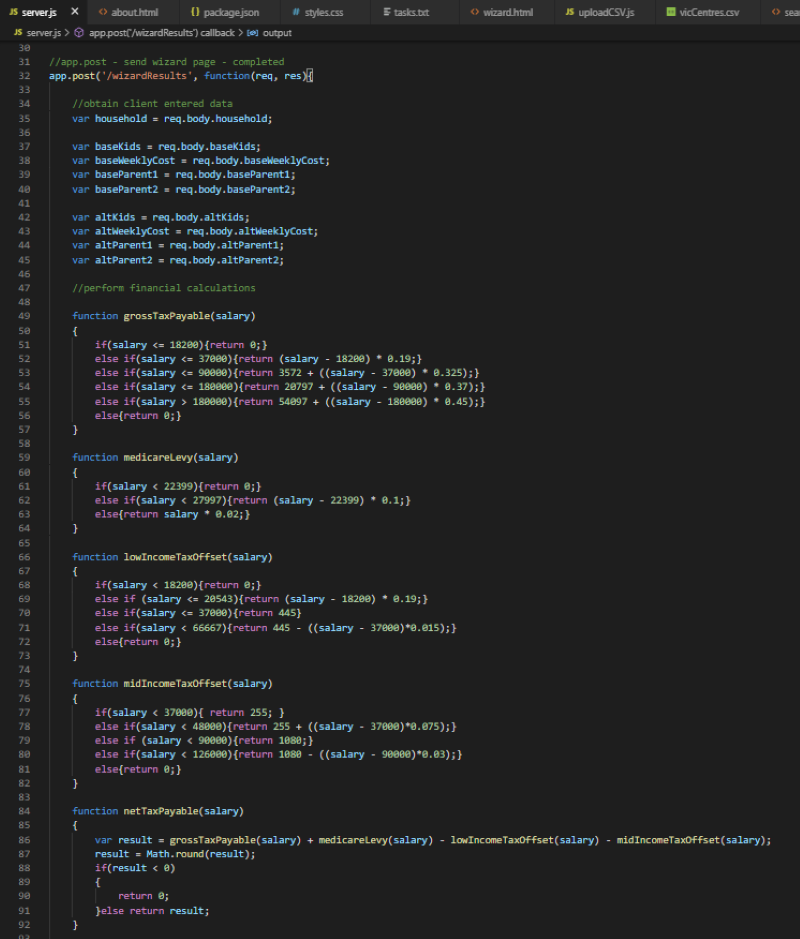 JS server.js × <> about.html {} package.json # styles.css tasks.txt <> wizard.html JS uploadCSV.js vicCentres.csv <> sear
JS server.js > app.post('/wizardResults') callback > output
30
31 //app.post - send wizard page - completed
32 app.post('/wizardResults', function(req, res){
33
34 //obtain client entered data
35 var household = req.body.household;
36
37 var baseKids = req.body.baseKids;
38 var baseWeeklyCost = req.body.baseWeeklyCost;
39 var baseParent1 = req.body.baseParent1;
40 var baseParent2 = req.body.baseParent2;
41
42 var altKids = req.body.altKids;
43 var altWeeklyCost = req.body.altWeeklyCost;
44 var altParent1 = req.body.altParent1;
45 var altParent2 = req.body.altParent2;
46
47 //perform financial calculations
48
49 function grossTaxPayable(salary)
50 {
51 if(salary <= 18200){return 0;}
52 else if(salary <= 37000){return (salary - 18200) * 0.19;}
53 else if(salary <= 90000){return 3572 + ((salary - 37000) * 0.325);}
54 else if(salary <= 180000){return 20797 + ((salary - 90000) * 0.37);}
55 else if(salary > 180000){return 54097 + ((salary - 180000) * 0.45);}
56 else{return 0;}
57 }
58
59 function medicareLevy(salary)
60 {
61 if(salary < 22399){return 0;}
62 else if(salary < 27997){return (salary - 22399) * 0.1;}
63 else{return salary * 0.02;}
64 }
65
66 function lowIncomeTaxOffset(salary)
67 {
68 if(salary < 18200){return 0;}
69 else if (salary <= 20543){return (salary - 18200) * 0.19;}
70 else if(salary <= 37000){return 445}
71 else if(salary < 66667){return 445 - ((salary - 37000)*0.015);}
72 else{return 0;}
73 }
74
75 function midIncomeTaxOffset(salary)
76 {
77 if(salary < 37000){ return 255; }
78 else if(salary < 48000){return 255 + ((salary - 37000)*0.075);}
79 else if (salary < 90000){return 1080;}
80 else if(salary < 126000){return 1080 - ((salary - 90000)*0.03);}
81 else{return 0;}
82 }
83
84 function netTaxPayable(salary)
85 {
86 var result = grossTaxPayable(salary) + medicareLevy(salary) - lowIncomeTaxOffset(salary) - midIncomeTaxOffset(salary);
87 result = Math.round(result);
88 if(result < 0)
89 {
90 return 0;
91 }else return result;
92 }
93